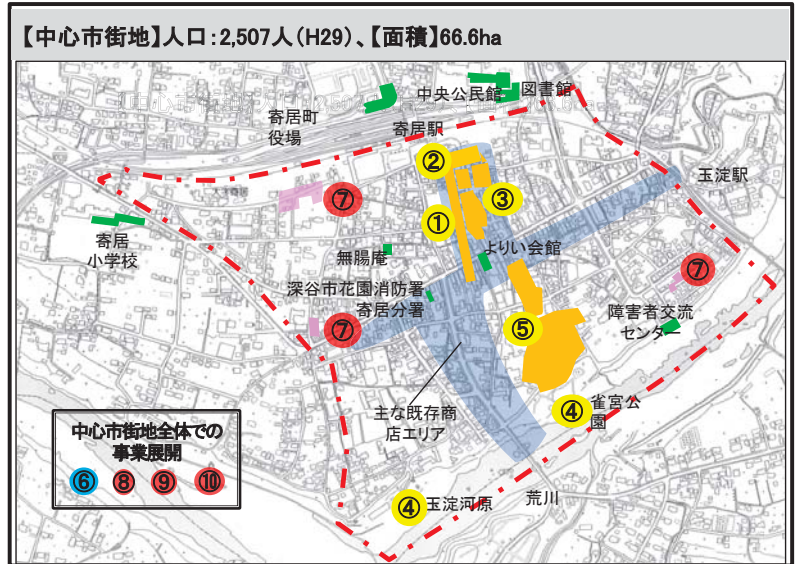 【中心市街地】人口：2,507人（H29）、【面積】66.6ha
中央公民館
図書館
寄居町
役場
寄居駅
②
玉淀駅
⑦
③
①
寄居
小学校
無腸庵
よりい会館
⑦
深谷市花園消防署
寄居分署
⑦
⑤
障害者交流
センター
主な既存商
店エリア
④
雀宮公
園
中心市街地全体での
事業展開
⑥ ⑧ ⑨ ⑩
④
玉淀河原
荒川